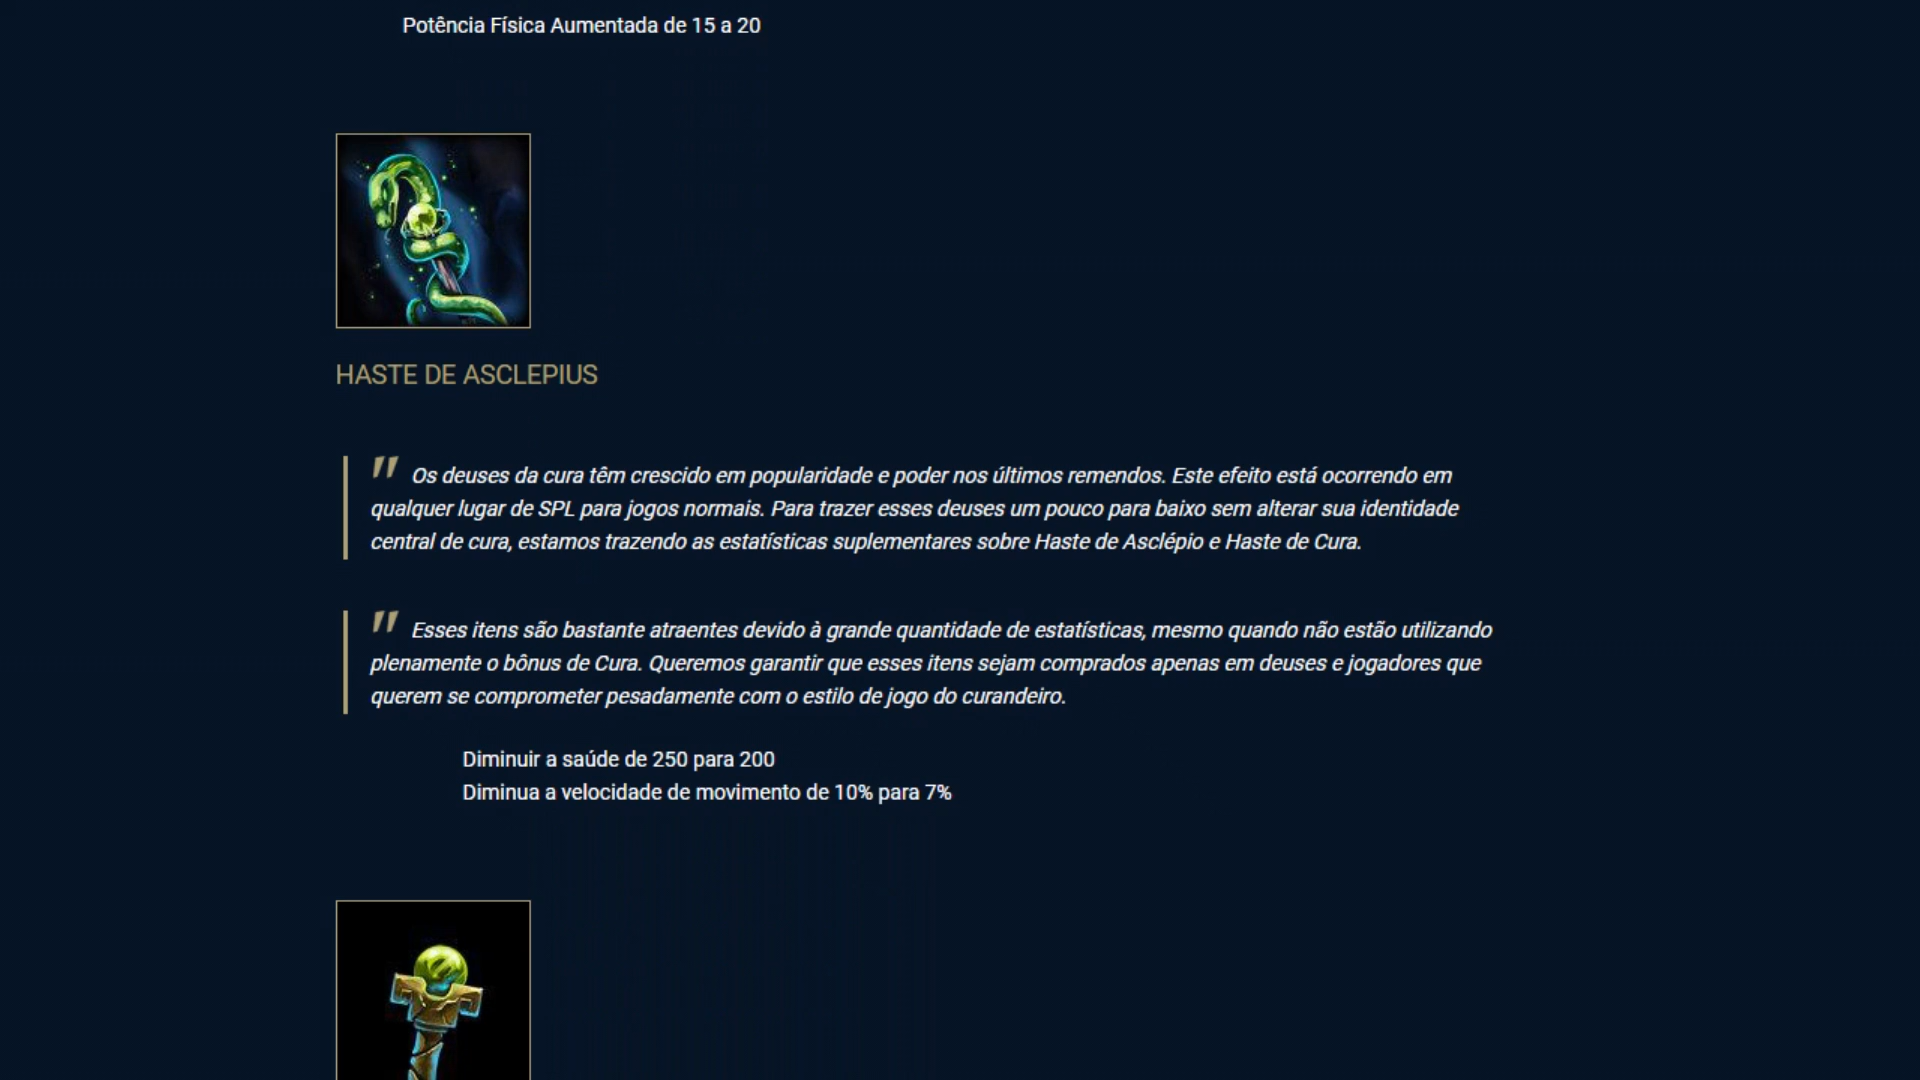 Potência Física Aumentada de 15 a 20
HASTE DE ASCLEPIUS
" Os deuses da cura têm crescido em popularidade e poder nos últimos remendos. Este efeito está ocorrendo em
qualquer lugar de SPL para jogos normais. Para trazer esses deuses um pouco para baixo sem alterar sua identidade
central de cura, estamos trazendo as estatísticas suplementares sobre Haste de Asclépio e Haste de Cura.
" Esses itens são bastante atraentes devido à grande quantidade de estatísticas, mesmo quando não estão utilizando
plenamente o bônus de Cura. Queremos garantir que esses itens sejam comprados apenas em deuses e jogadores que
querem se comprometer pesadamente com o estilo de jogo do curandeiro.
Diminuir a saúde de 250 para 200
Diminua a velocidade de movimento de 10% para 7%